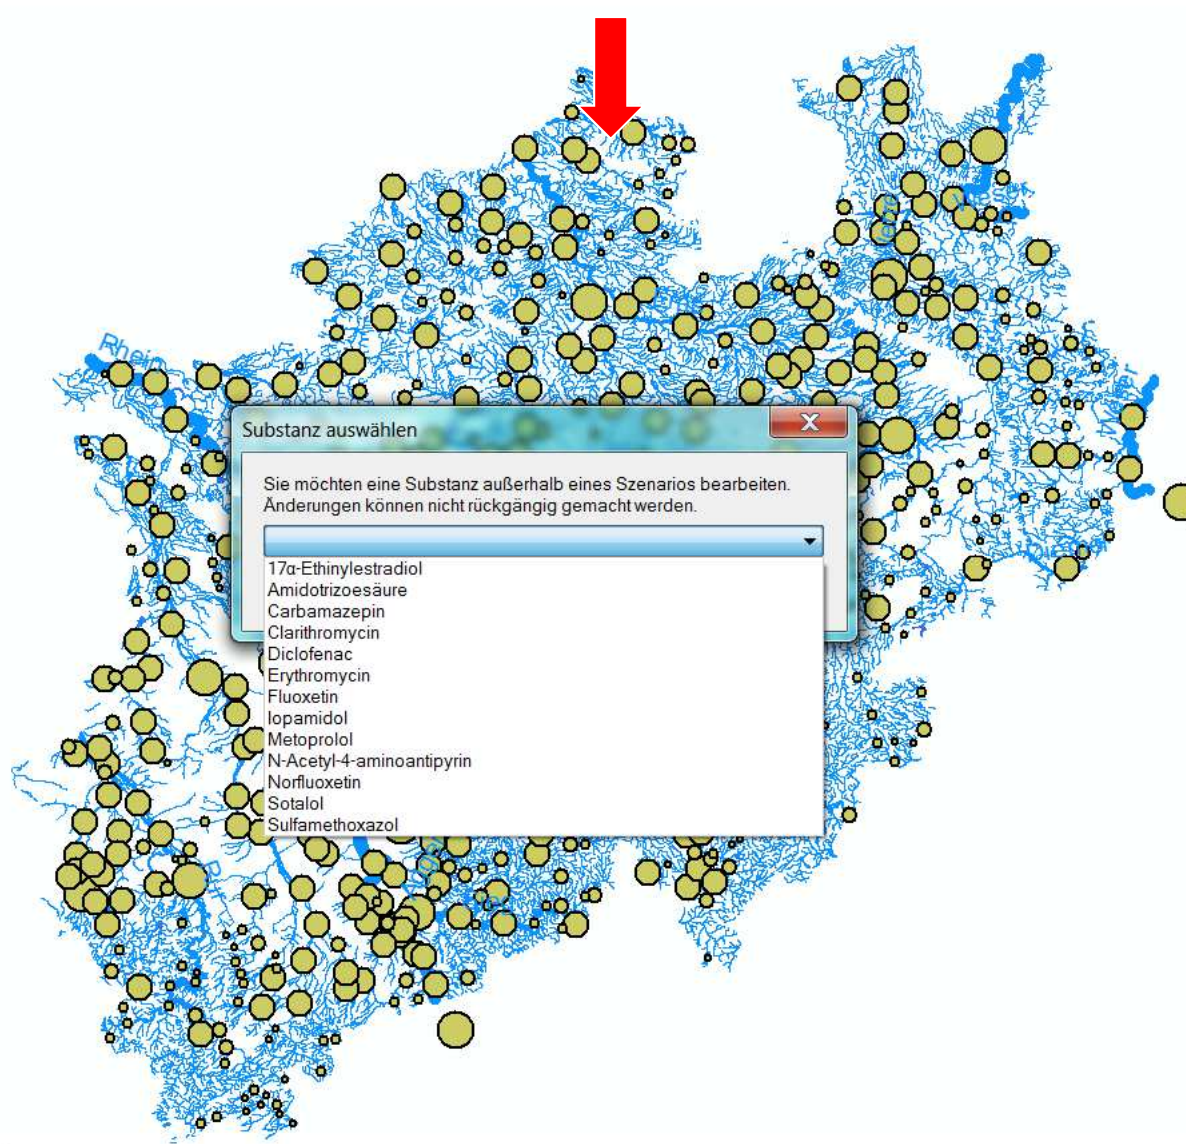 Rhein
Substanz auswählen
Sie möchten eine Substanz außerhalb eines Szenarios bearbeiten.
Änderungen können nicht rückgängig gemacht werden.
17α-Ethinylestradiol
Amidotrizoesäure
Carbamazepin
Clarithromycin
Diclofenac
Erythromycin
Fluoxetin
Iopamidol
Metoprolol
N-Acetyl-4-aminoantipyrin
Norfluoxetin
Sotalol
Sulfamethoxazol